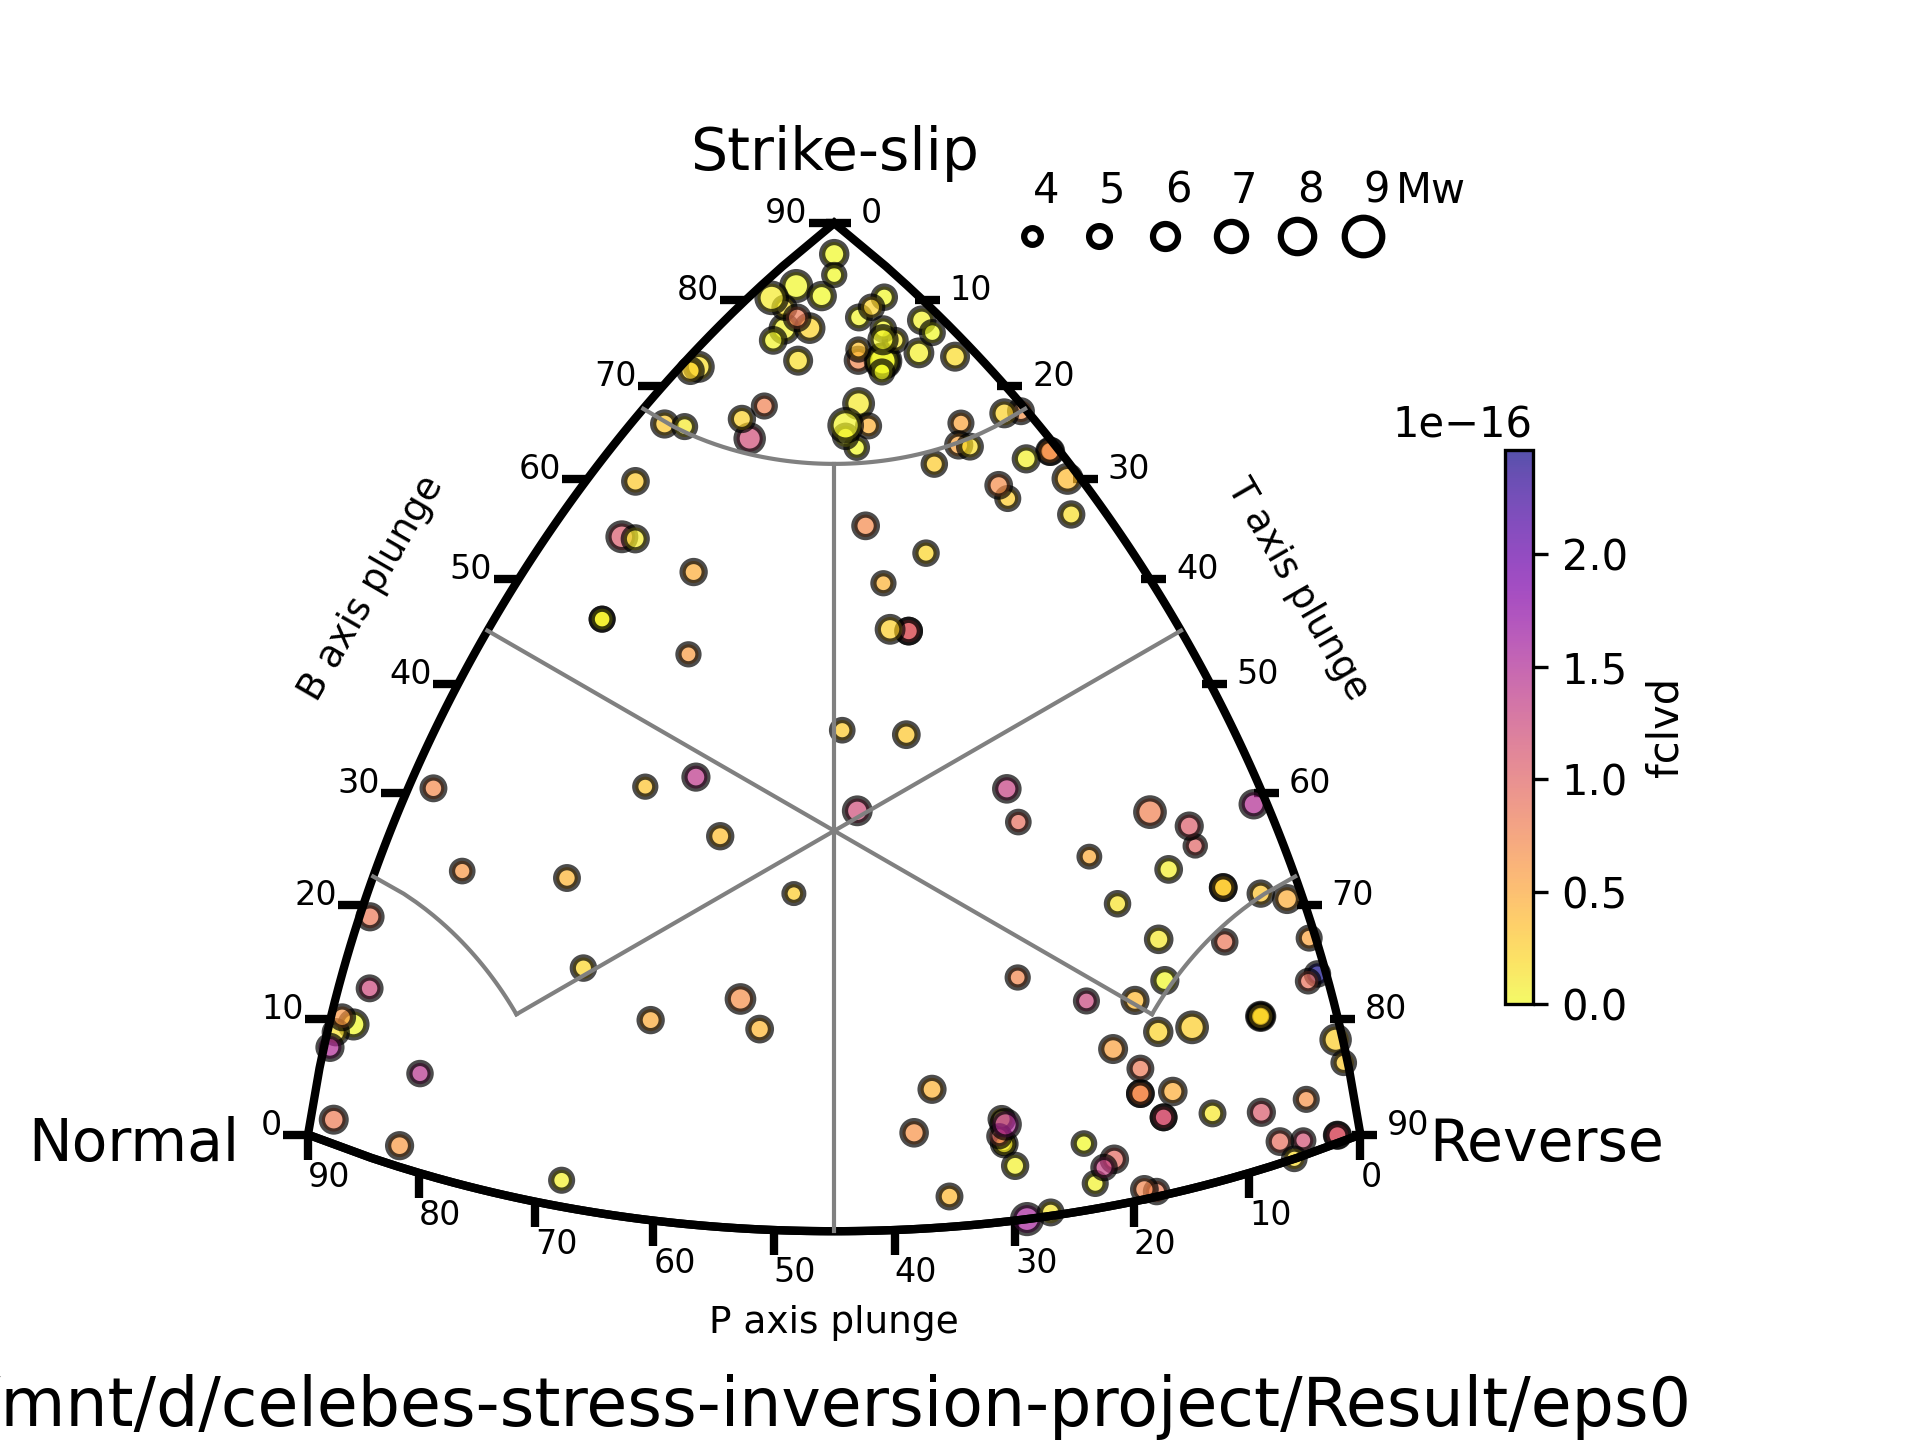 Strike-slip
4 5 6 7 8 9 Mw
90 0
80 10
70 20
1e−16
60 30
B axis plunge
T axis plunge
50 40
2.0
40 50
1.5
fclvd
30 60
1.0
20 70
0.5
10 80
0.0
Normal 0 90 Reverse
90 80 70 60 50 40 30 20 10 0
P axis plunge
/mnt/d/celebes-stress-inversion-project/Result/eps0